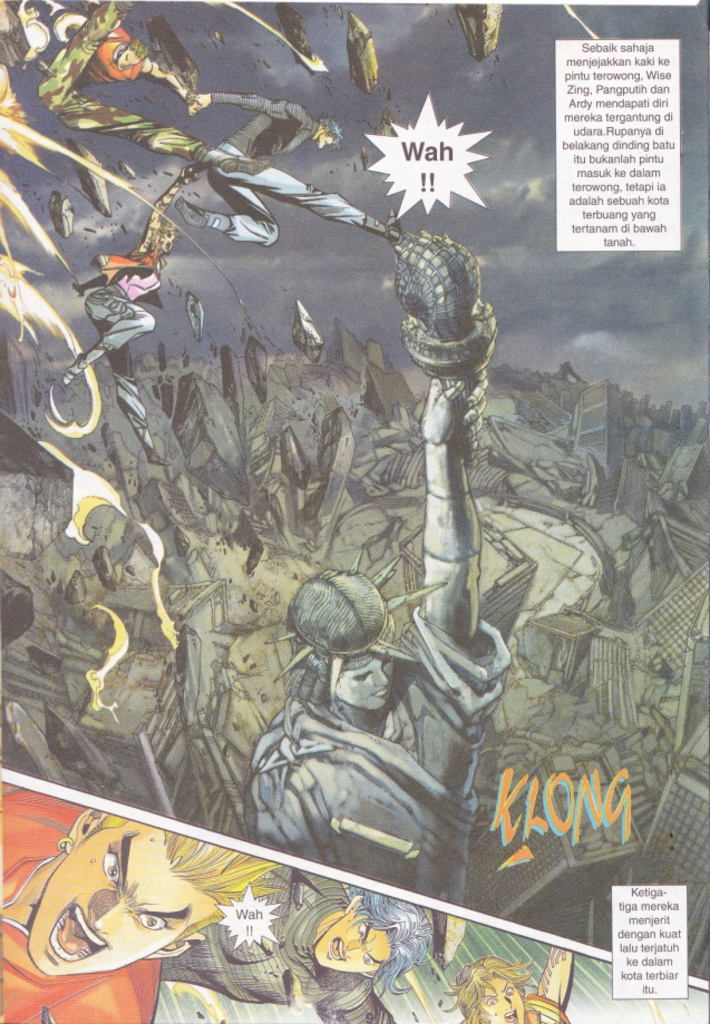 Sebaik sahaja
menjejakkan kaki ke
pintu terowong, Wise
Zing, Pangputih dan
Ardy mendapati diri
mereka tergantung di
udara.Rupanya di
belakang dinding batu
itu bukanlah pintu
masuk ke dalam
terowong, tetapi ia
adalah sebuah kota
terbuang yang
tertanam di bawah
tanah.
Wah
!!
KLONG
Wah
!!
Ketiga-
tiga mereka
menjerit
dengan kuat
lalu terjatuh
ke dalam
kota terbiar
itu.